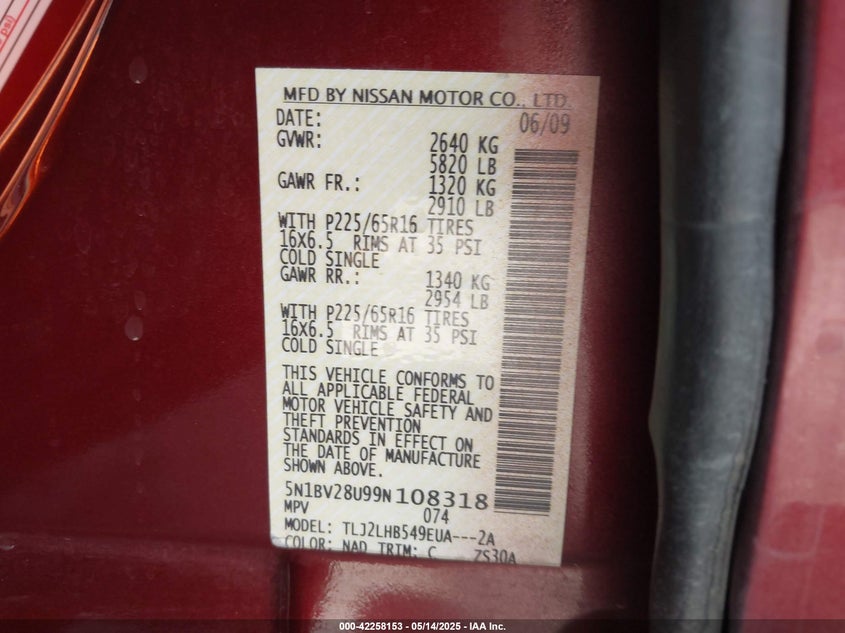 psi)
MFD BY NISSAN MOTOR CO., LTD.
DATE: 06/09
GVWR: 2640 KG
5820 LB
GAWR FR.: 1320 KG
2910 LB
WITH P225/65R16 TIRES
16X6.5 RIMS AT 35 PSI
COLD SINGLE
GAWR RR.: 1340 KG
2954 LB
WITH P225/65R16 TIRES
16X6.5 RIMS AT 35 PSI
COLD SINGLE
THIS VEHICLE CONFORMS TO
ALL APPLICABLE FEDERAL
MOTOR VEHICLE SAFETY AND
THEFT PREVENTION
STANDARDS IN EFFECT ON
THE DATE OF MANUFACTURE
SHOWN ABOVE.
5N1BV28U99N108318
MPV 074
MODEL: TLJ2LHB549EUA---2A
COLOR: NAD TRIM: C ZS30A
000-42258153 - 05/14/2025 - IAA Inc.